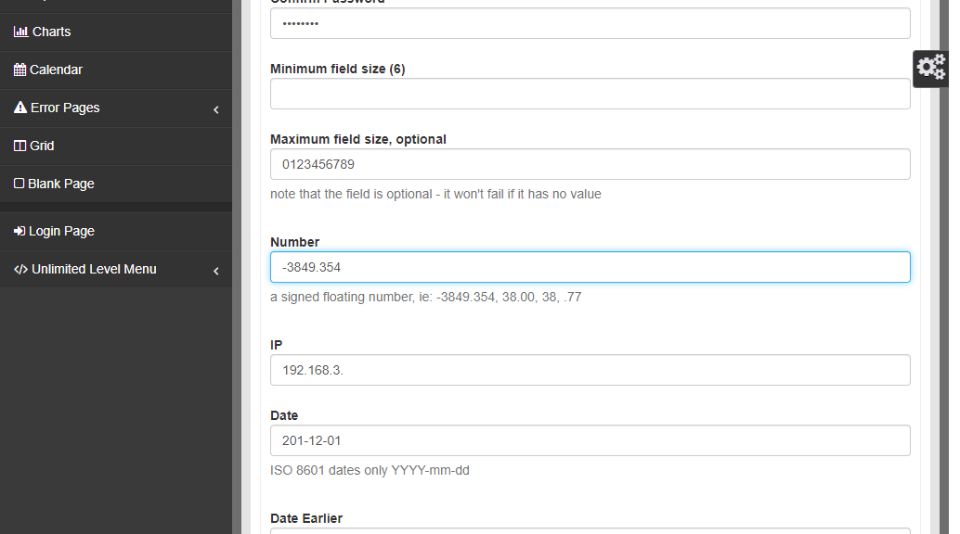 Charts
Calendar
Error Pages
Grid
Blank Page
Login Page
Unlimited Level Menu
Confirm Password
••••••••
Minimum field size (6)
Maximum field size, optional
0123456789
note that the field is optional - it won't fail if it has no value
Number
-3849.354
a signed floating number, ie: -3849.354, 38.00, 38, .77
IP
192.168.3.
Date
201-12-01
ISO 8601 dates only YYYY-mm-dd
Date Earlier